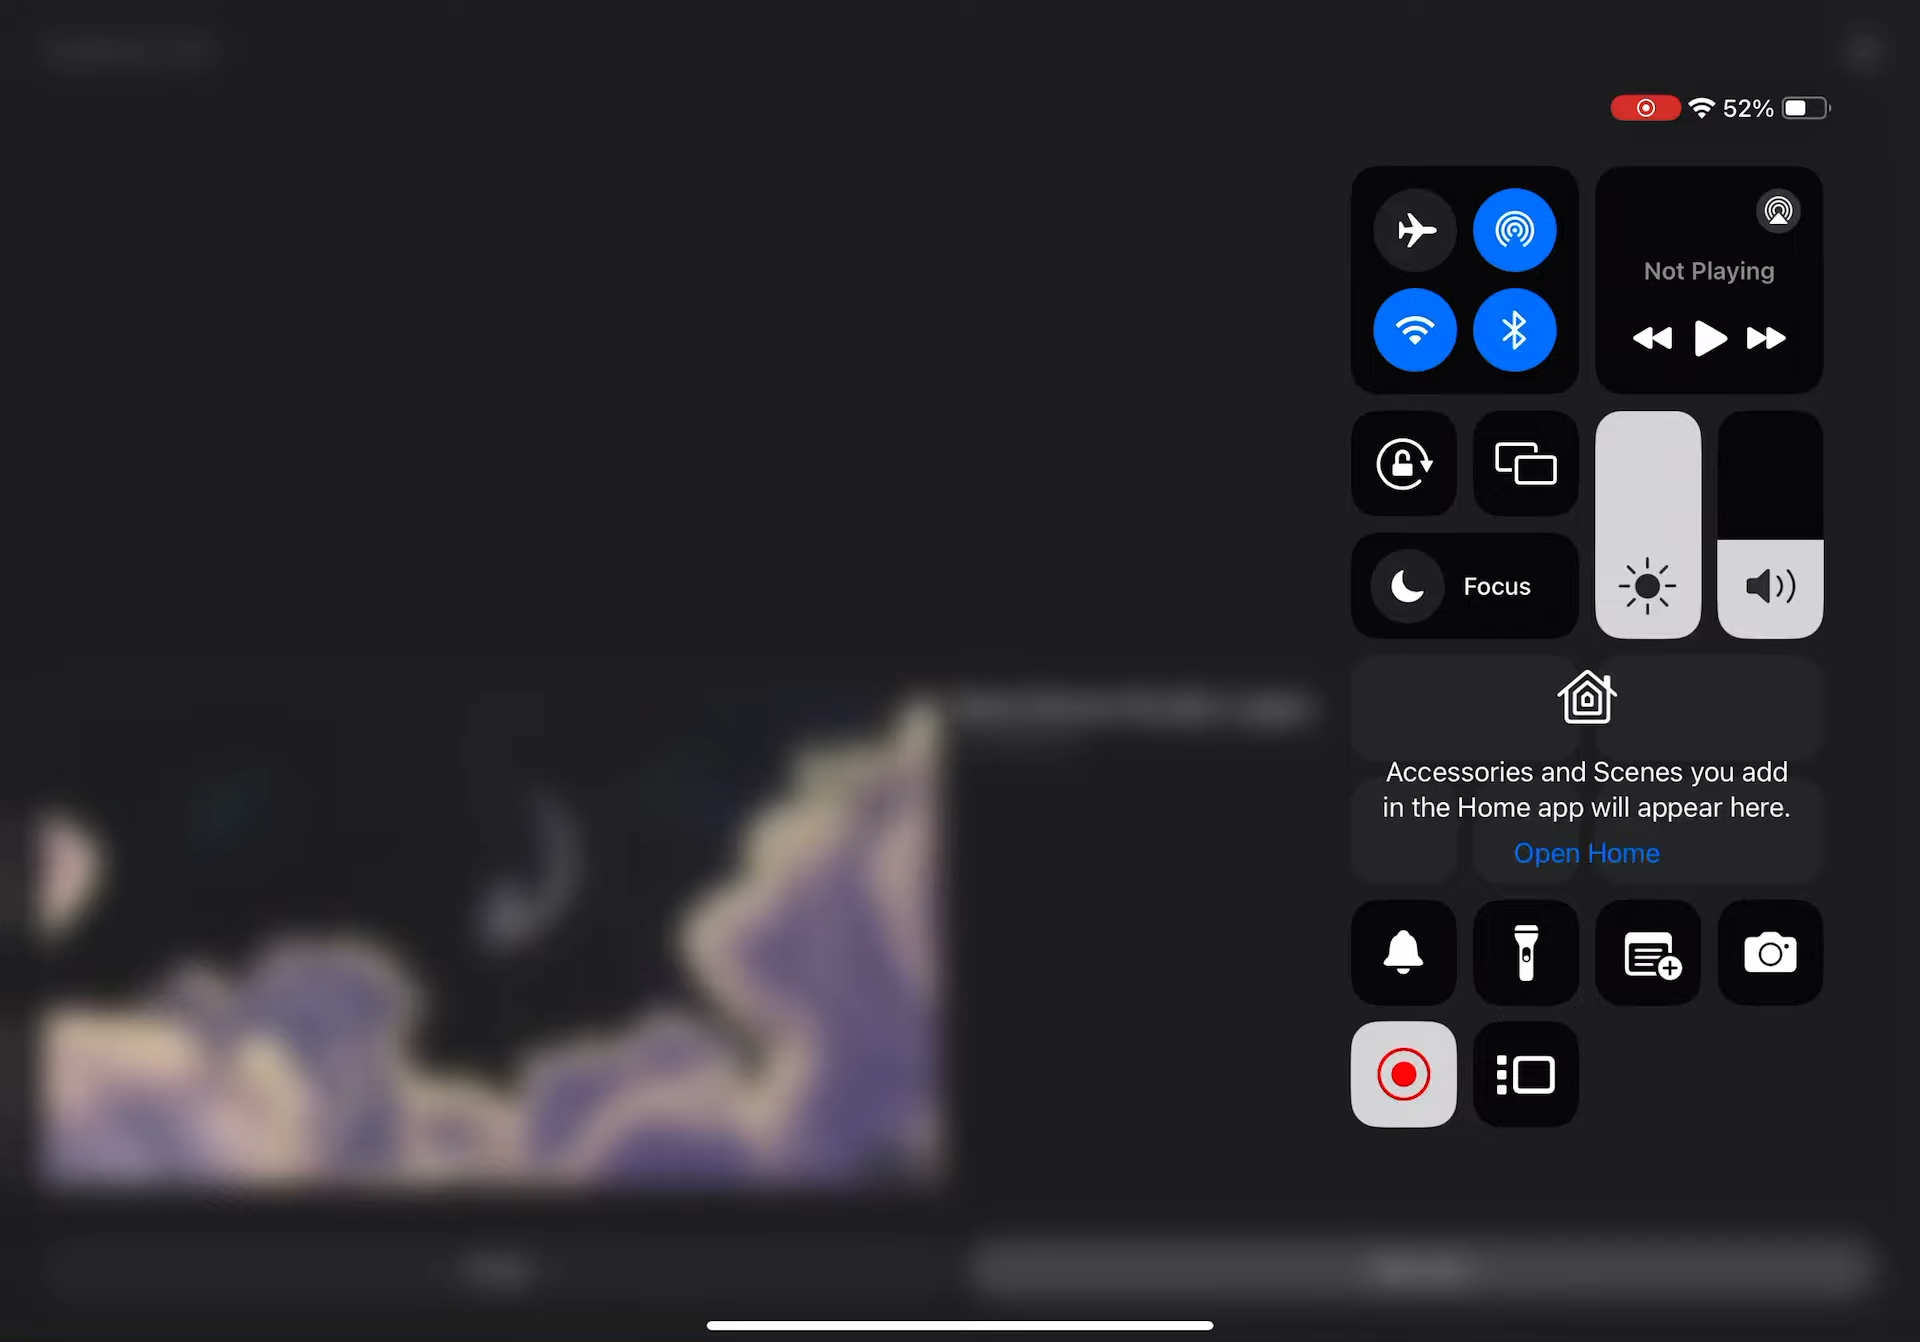 52%
Not Playing
Focus
Accessories and Scenes you add
in the Home app will appear here.
Open Home